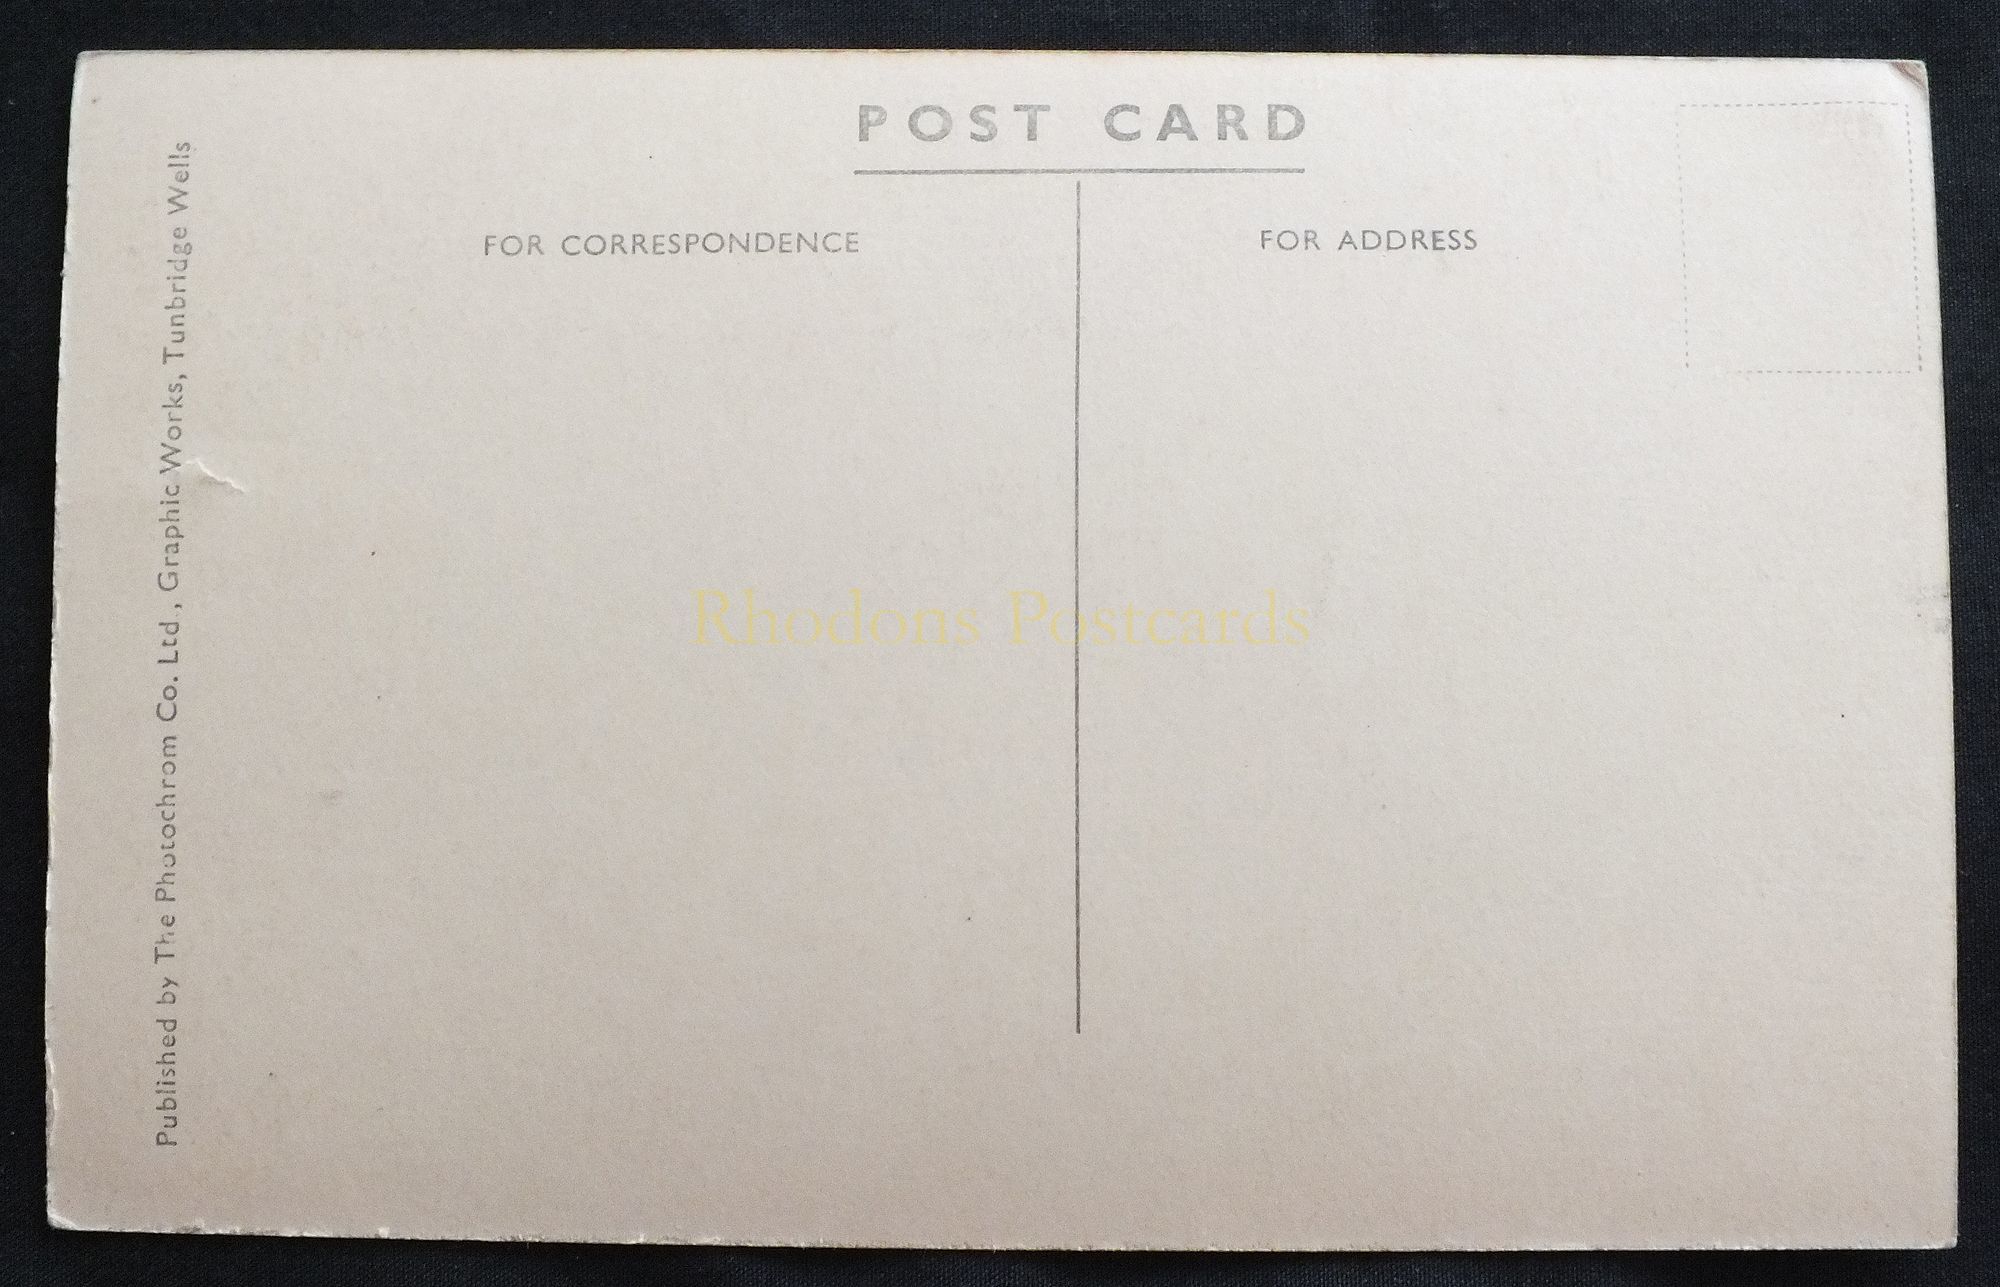 POST CARD
FOR CORRESPONDENCE
FOR ADDRESS
Published by The Photochrom Co. Ltd., Graphic Works, Tunbridge Wells
Rhodons Postcards